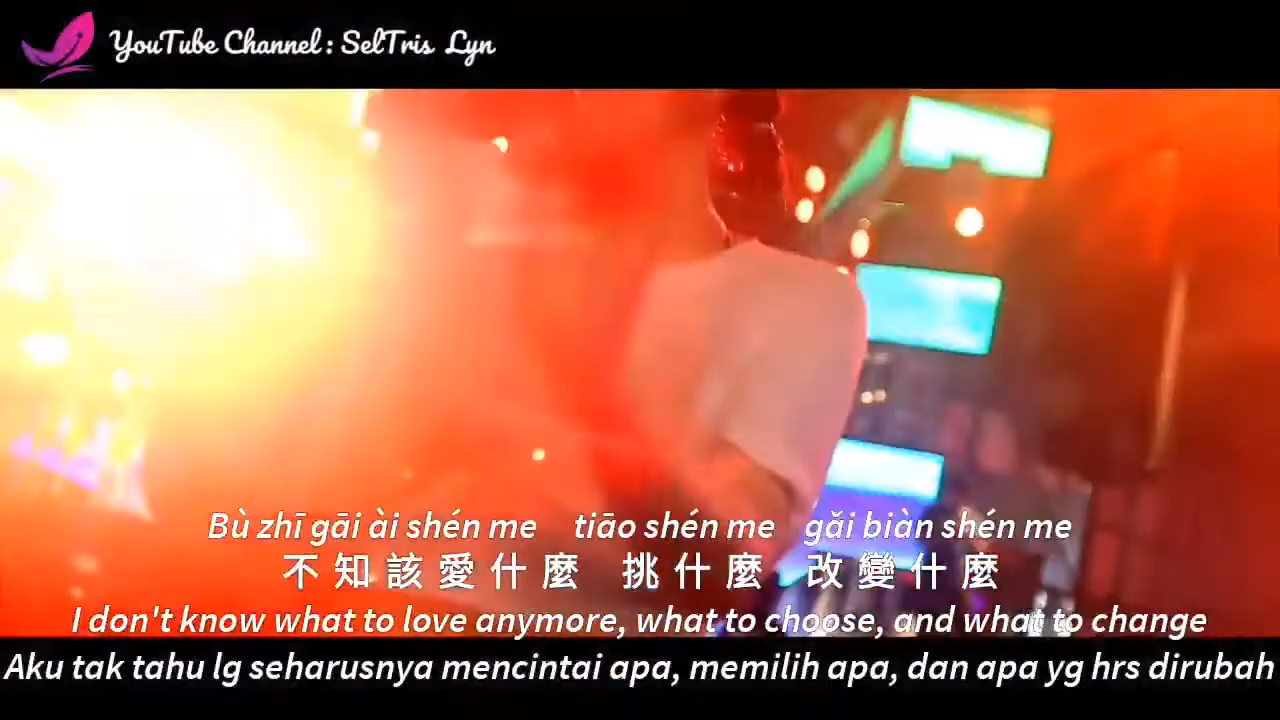 YouTube Channel : SelTris Lyn
Bù zhī gāi ài shén me tiāo shén me gǎi biàn shén me
不知該愛什麼 挑什麼 改變什麼
I don't know what to love anymore, what to choose, and what to change
Aku tak tahu lg seharusnya mencintai apa, memilih apa, dan apa yg hrs dirubah